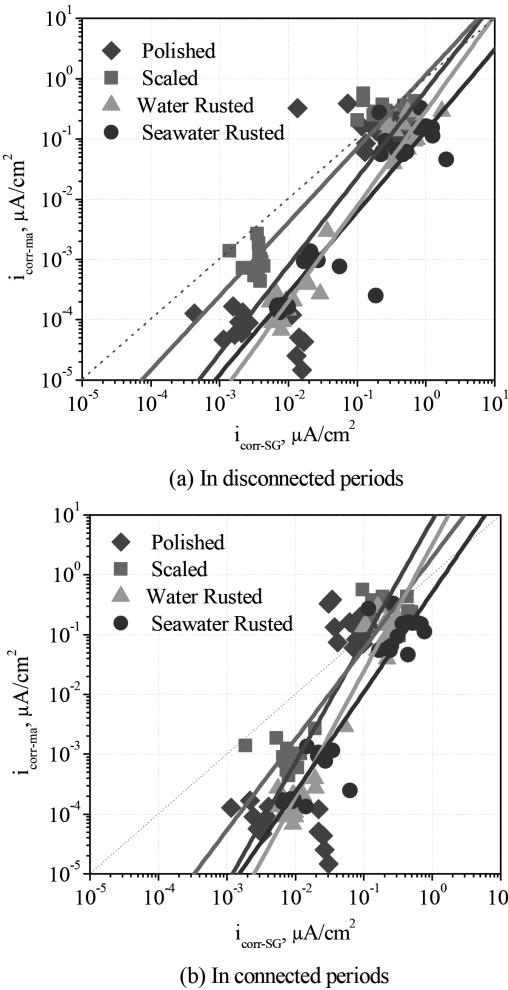 10^1
10^0
10^-1
10^-2
10^-3
10^-4
10^-5
i_corr-ma, μA/cm^2
Polished
Scaled
Water Rusted
Seawater Rusted
10^-5 10^-4 10^-3 10^-2 10^-1 10^0 10^1
i_corr-SG, μA/cm^2
(a) In disconnected periods
10^1
10^0
10^-1
10^-2
10^-3
10^-4
10^-5
i_corr-ma, μA/cm^2
Polished
Scaled
Water Rusted
Seawater Rusted
10^-5 10^-4 10^-3 10^-2 10^-1 10^0 10^1
i_corr-SG, μA/cm^2
(b) In connected periods